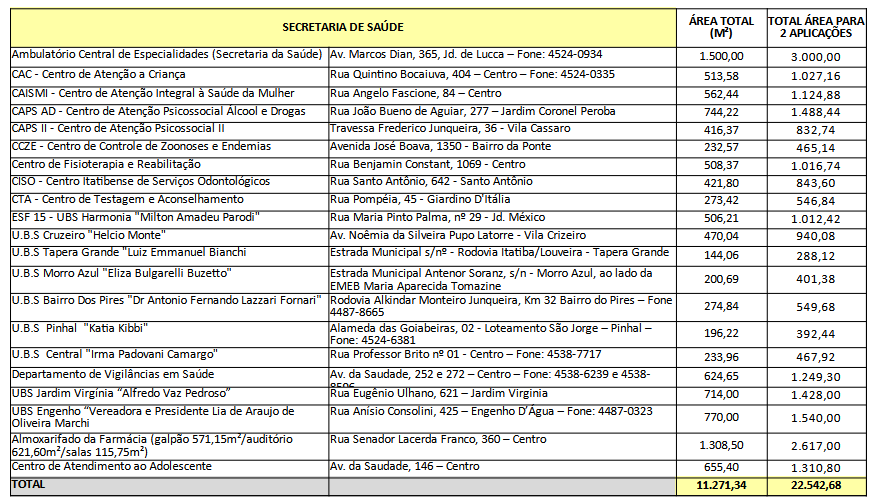 SECRETARIA DE SAÚDE ÁREA TOTAL (M²) TOTAL ÁREA PARA 2 APLICAÇÕES
Ambulatório Central de Especialidades (Secretaria da Saúde) Av. Marcos Dian, 365, Jd. de Lucca – Fone: 4524-0934 1.500,00 3.000,00
CAC - Centro de Atenção a Criança Rua Quintino Bocaiuva, 404 – Centro – Fone: 4524-0335 513,58 1.027,16
CAISMI - Centro de Atenção Integral à Saúde da Mulher Rua Angelo Fascione, 84 – Centro 562,44 1.124,88
CAPS AD - Centro de Atenção Psicossocial Álcool e Drogas Rua João Bueno de Aguiar, 277 – Jardim Coronel Peroba 744,22 1.488,44
CAPS II - Centro de Atenção Psicossocial II Travessa Frederico Junqueira, 36 - Vila Cassaro 416,37 832,74
CCZE - Centro de Controle de Zoonoses e Endemias Avenida José Boava, 1350 - Bairro da Ponte 232,57 465,14
Centro de Fisioterapia e Reabilitação Rua Benjamin Constant, 1069 - Centro 508,37 1.016,74
CISO - Centro Itatibense de Serviços Odontológicos Rua Santo Antônio, 642 - Santo Antônio 421,80 843,60
CTA - Centro de Testagem e Aconselhamento Rua Pompéia, 45 - Giardino D'Itália 273,42 546,84
ESF 15 - UBS Harmonia "Milton Amadeu Parodi" Rua Maria Pinto Palma, nº 29 - Jd. México 506,21 1.012,42
U.B.S Cruzeiro "Helcio Monte" Av. Noêmia da Silveira Pupo Latorre - Vila Crizeiro 470,04 940,08
U.B.S Tapera Grande "Luiz Emmanuel Bianchi Estrada Municipal s/nº - Rodovia Itatiba/Louveira - Tapera Grande 144,06 288,12
U.B.S Morro Azul "Eliza Bulgarelli Buzetto" Estrada Municipal Antenor Soranz, s/n - Morro Azul, ao lado da
EMEB Maria Aparecida Tomazine 200,69 401,38
U.B.S Bairro Dos Pires "Dr Antonio Fernando Lazzari Fornari" Rodovia Alkindar Monteiro Junqueira, Km 32 Bairro do Pires – Fone
4487-8665 274,84 549,68
U.B.S Pinhal "Katia Kibbi" Alameda das Goiabeiras, 02 - Loteamento São Jorge – Pinhal –
Fone: 4524-6381 196,22 392,44
U.B.S Central "Irma Padovani Camargo" Rua Professor Brito nº 01 - Centro – Fone: 4538-7717 233,96 467,92
Departamento de Vigilâncias em Saúde Av. da Saudade, 252 e 272 – Centro – Fone: 4538-6239 e 4538- 624,65 1.249,30
UBS Jardim Virgínia “Alfredo Vaz Pedroso” Rua Eugênio Ulhano, 621 – Jardim Virginia 714,00 1.428,00
UBS Engenho “Vereadora e Presidente Lia de Araujo de
Oliveira Marchi Rua Anísio Consolini, 425 – Engenho D’Água – Fone: 4487-0323 770,00 1.540,00
Almoxarifado da Farmácia (galpão 571,15m²/auditório
621,60m²/salas 115,75m²) Rua Senador Lacerda Franco, 360 – Centro 1.308,50 2.617,00
Centro de Atendimento ao Adolescente Av. da Saudade, 146 – Centro 655,40 1.310,80
TOTAL 11.271,34 22.542,68